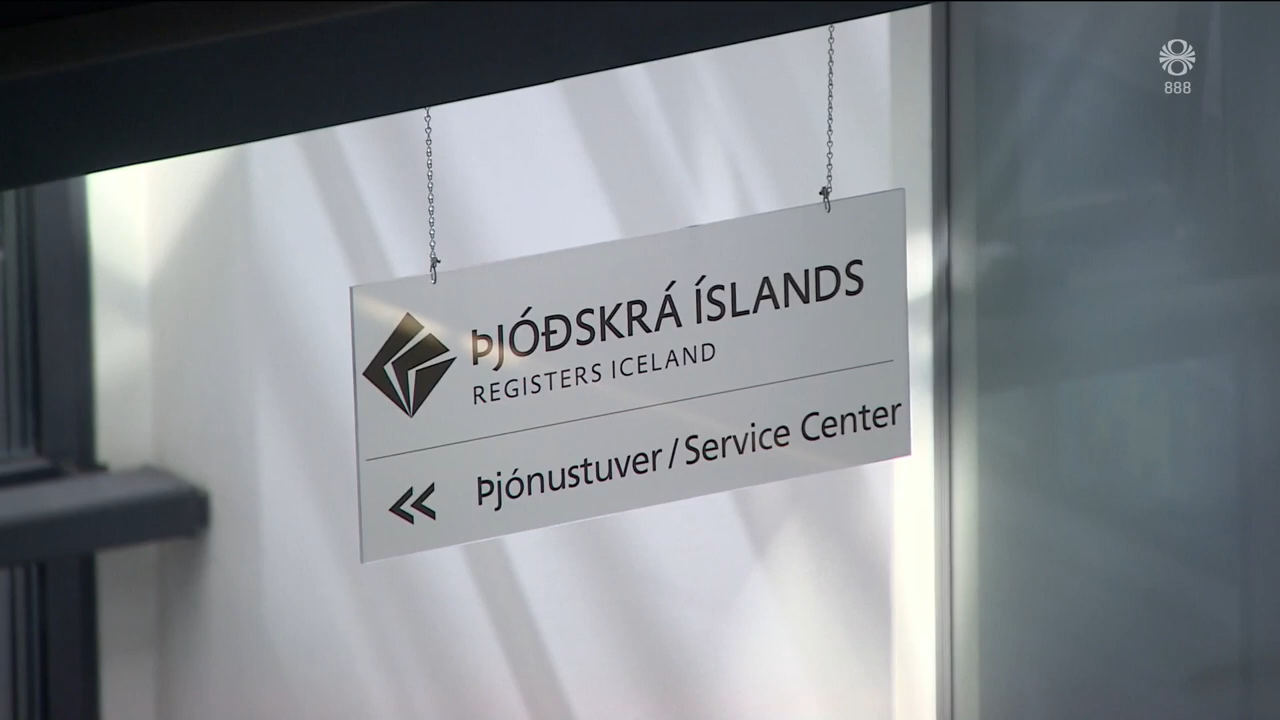 888
ÞJÓÐSKRÁ ÍSLANDS
REGISTERS ICELAND
Þjónustuver / Service Center